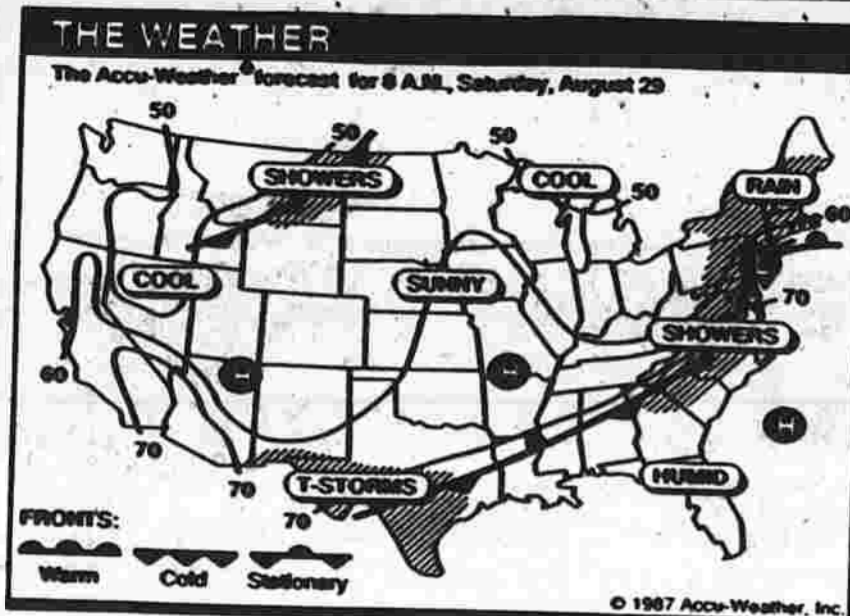 THE WEATHER
The Accu-Weather® forecast for 8 A.M., Saturday, August 29
50
50
50
SHOWERS
COOL
50
RAIN
60
COOL
SUNNY
70
SHOWERS
60
H
H
70
H
70
T-STORMS
HUMID
70
FRONTS:
Warm
Cold
Stationary
© 1987 Accu-Weather, Inc.